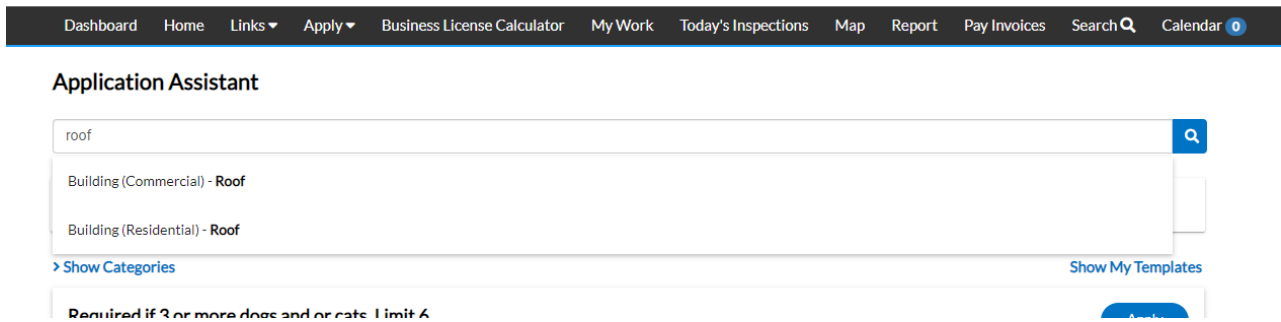 Dashboard Home Links Apply Business License Calculator My Work Today's Inspections Map Report Pay Invoices Search Calendar 0
Application Assistant
roof
Building (Commercial) - Roof
Building (Residential) - Roof
Show Categories Show My Templates
Required if 3 or more dogs and or cats. Limit 6 Apply